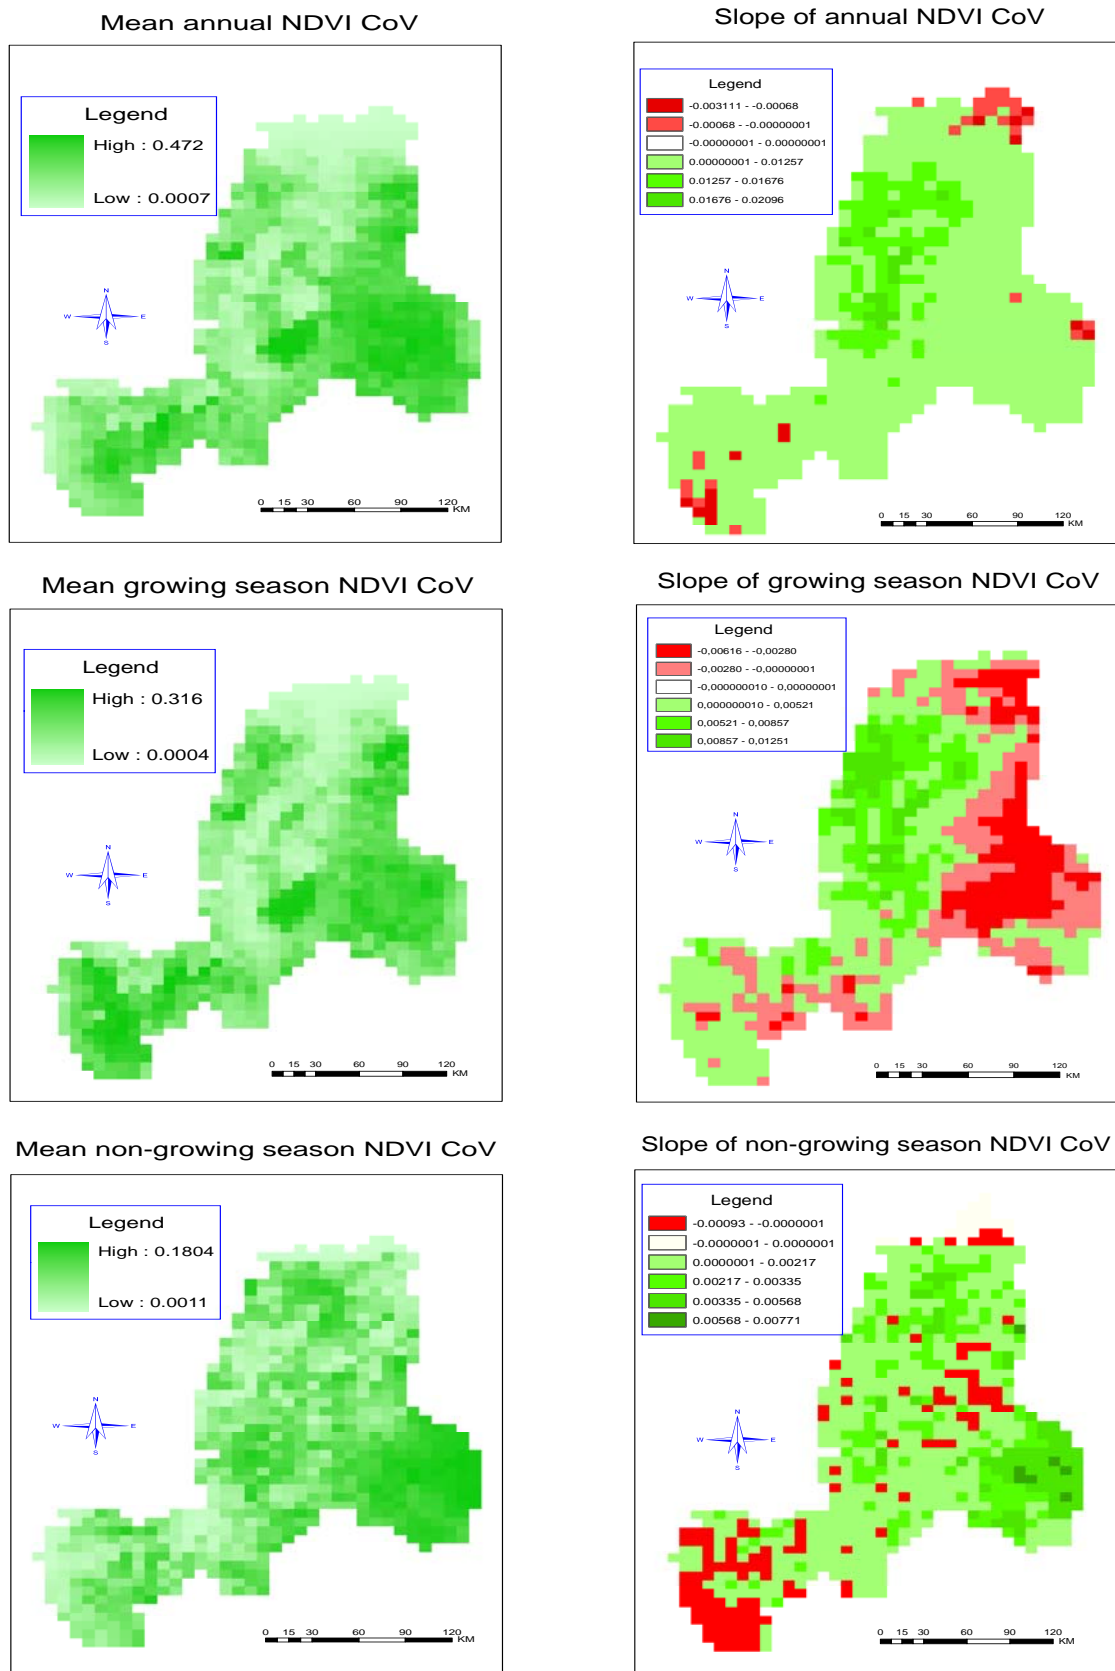 Mean annual NDVI CoV
Legend
High : 0.472
Low : 0.0007
N
W E
S
0 15 30 60 90 120
KM
Slope of annual NDVI CoV
Legend
-0.003111 - -0.00068
-0.00068 - -0.00000001
-0.00000001 - 0.00000001
0.00000001 - 0.01257
0.01257 - 0.01676
0.01676 - 0.02096
N
W E
S
0 15 30 60 90 120
KM
Mean growing season NDVI CoV
Legend
High : 0.316
Low : 0.0004
N
W E
S
0 15 30 60 90 120
KM
Slope of growing season NDVI CoV
Legend
-0,00616 - -0,00280
-0,00280 - -0,00000001
-0,000000010 - 0,00000001
0,000000010 - 0,00521
0,00521 - 0,00857
0,00857 - 0,01251
N
W E
S
0 15 30 60 90 120
KM
Mean non-growing season NDVI CoV
Legend
High : 0.1804
Low : 0.0011
N
W E
S
0 15 30 60 90 120
KM
Slope of non-growing season NDVI CoV
Legend
-0.00093 - -0.0000001
-0.0000001 - 0.0000001
0.0000001 - 0.00217
0.00217 - 0.00335
0.00335 - 0.00568
0.00568 - 0.00771
N
W E
S
0 15 30 60 90 120
KM